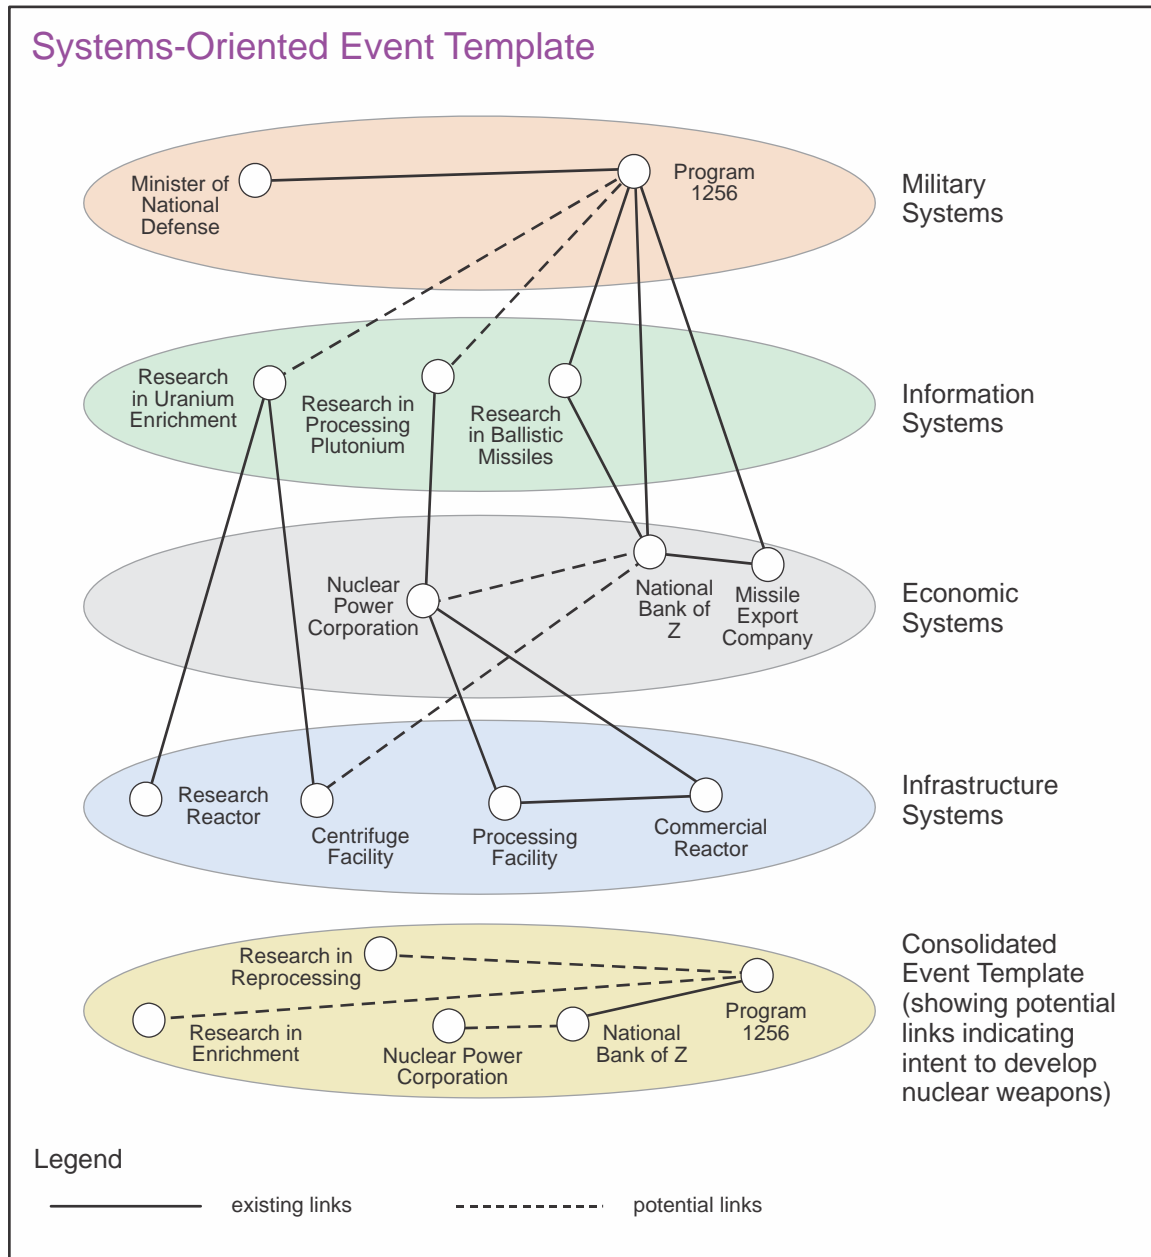 Systems-Oriented Event Template
Minister of
National
Defense
Program
1256
Military
Systems
Research
in Uranium
Enrichment
Research in
Processing
Plutonium
Research
in Ballistic
Missiles
Information
Systems
Nuclear
Power
Corporation
National
Bank of
Z
Missile
Export
Company
Economic
Systems
Research
Reactor
Centrifuge
Facility
Processing
Facility
Commercial
Reactor
Infrastructure
Systems
Research in
Reprocessing
Research in
Enrichment
Nuclear Power
Corporation
National
Bank of Z
Program
1256
Consolidated
Event Template
(showing potential
links indicating
intent to develop
nuclear weapons)
Legend
existing links
potential links